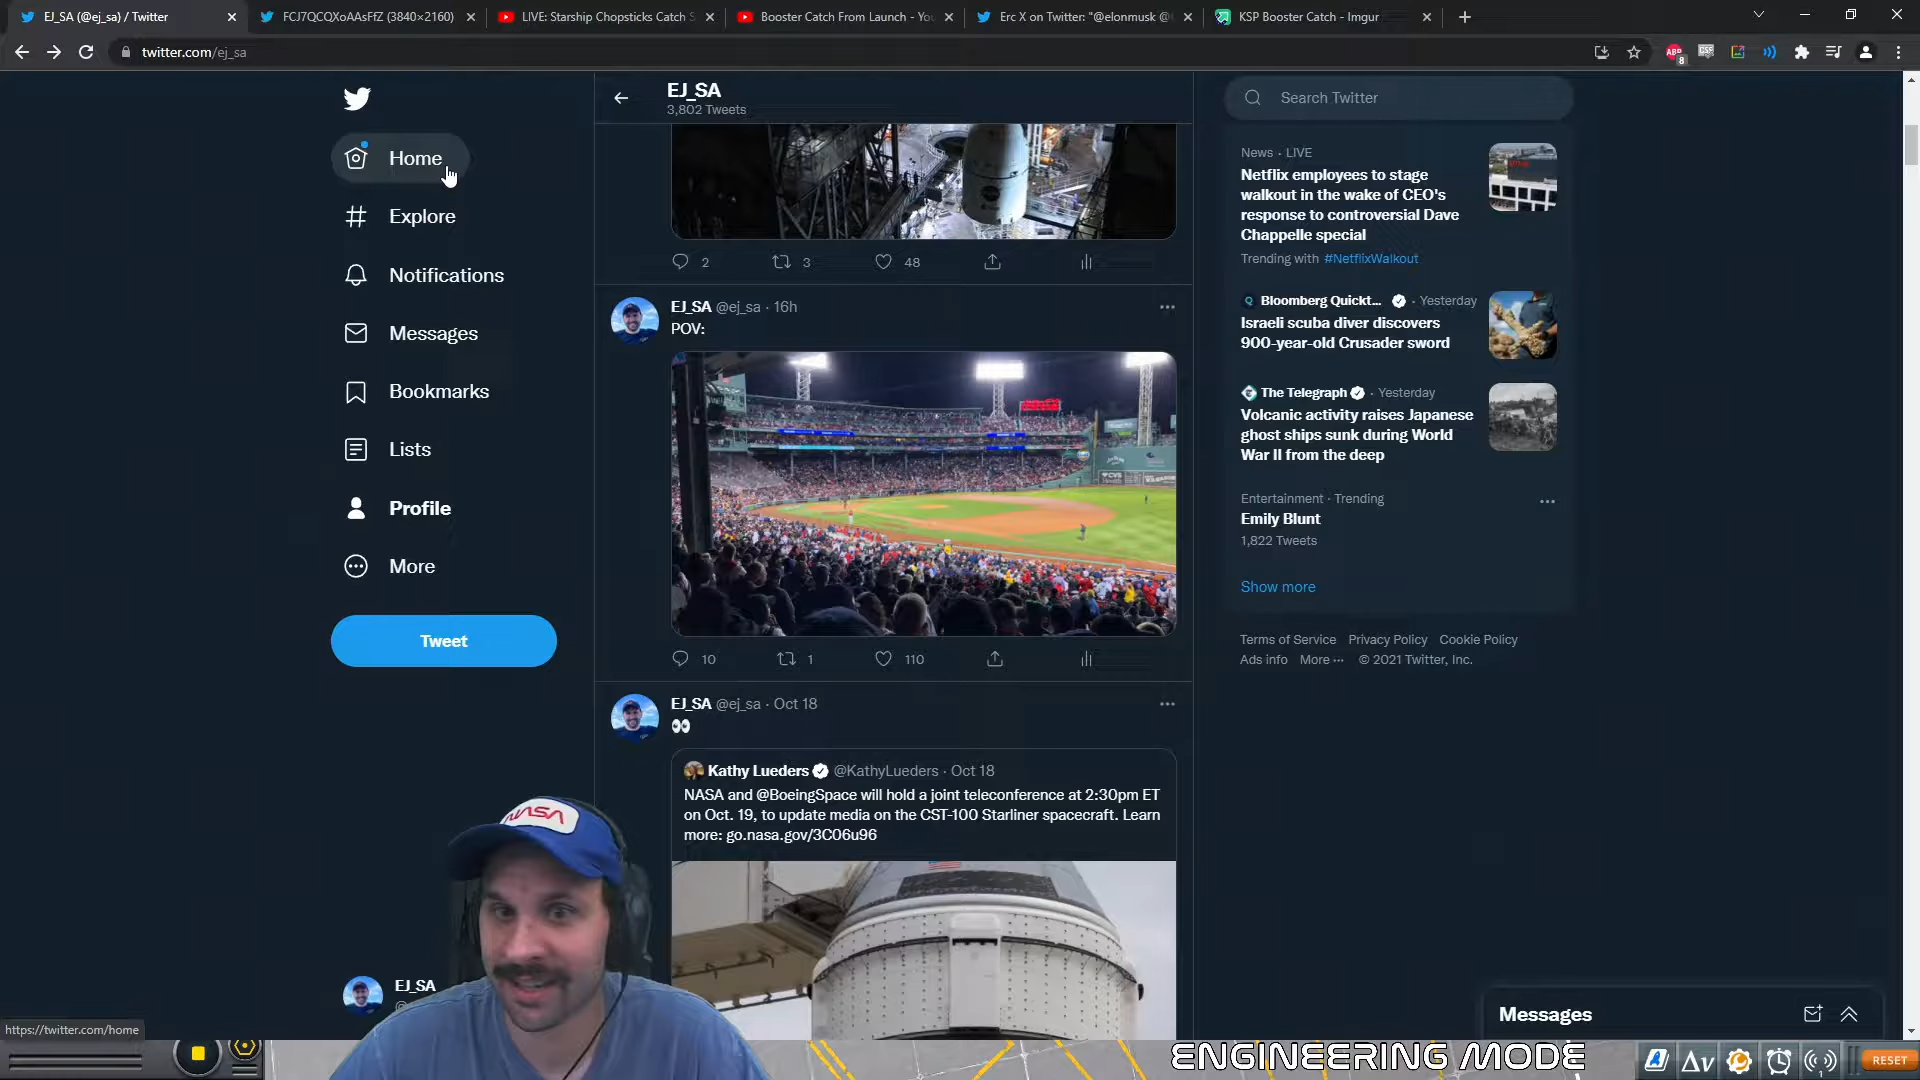 EJ_SA (@ej_sa) / Twitter
FCJ7QCQXoAAsFfZ (3840×2160)
LIVE: Starship Chopsticks Catch S
Booster Catch From Launch - You
Erc X on Twitter: "@elonmusk @
KSP Booster Catch - Imgur
twitter.com/ej_sa
ABP
8
EJ_SA
3,802 Tweets
Search Twitter
Home
Explore
Notifications
Messages
Bookmarks
Lists
Profile
More
Tweet
2
3
48
EJ_SA @ej_sa · 16h
POV:
CVS
10
1
110
EJ_SA @ej_sa · Oct 18
👀
Kathy Lueders @KathyLueders · Oct 18
NASA and @BoeingSpace will hold a joint teleconference at 2:30pm ET
on Oct. 19, to update media on the CST-100 Starliner spacecraft. Learn
more: go.nasa.gov/3C06u96
News · LIVE
Netflix employees to stage
walkout in the wake of CEO's
response to controversial Dave
Chappelle special
Trending with #NetflixWalkout
Bloomberg Quickt... · Yesterday
Israeli scuba diver discovers
900-year-old Crusader sword
The Telegraph · Yesterday
Volcanic activity raises Japanese
ghost ships sunk during World
War II from the deep
Entertainment · Trending
Emily Blunt
1,822 Tweets
Show more
Terms of Service Privacy Policy Cookie Policy
Ads info More ··· © 2021 Twitter, Inc.
NASA
EJ_SA
https://twitter.com/home
Messages
ENGINEERING MODE
Δv
1
RESET